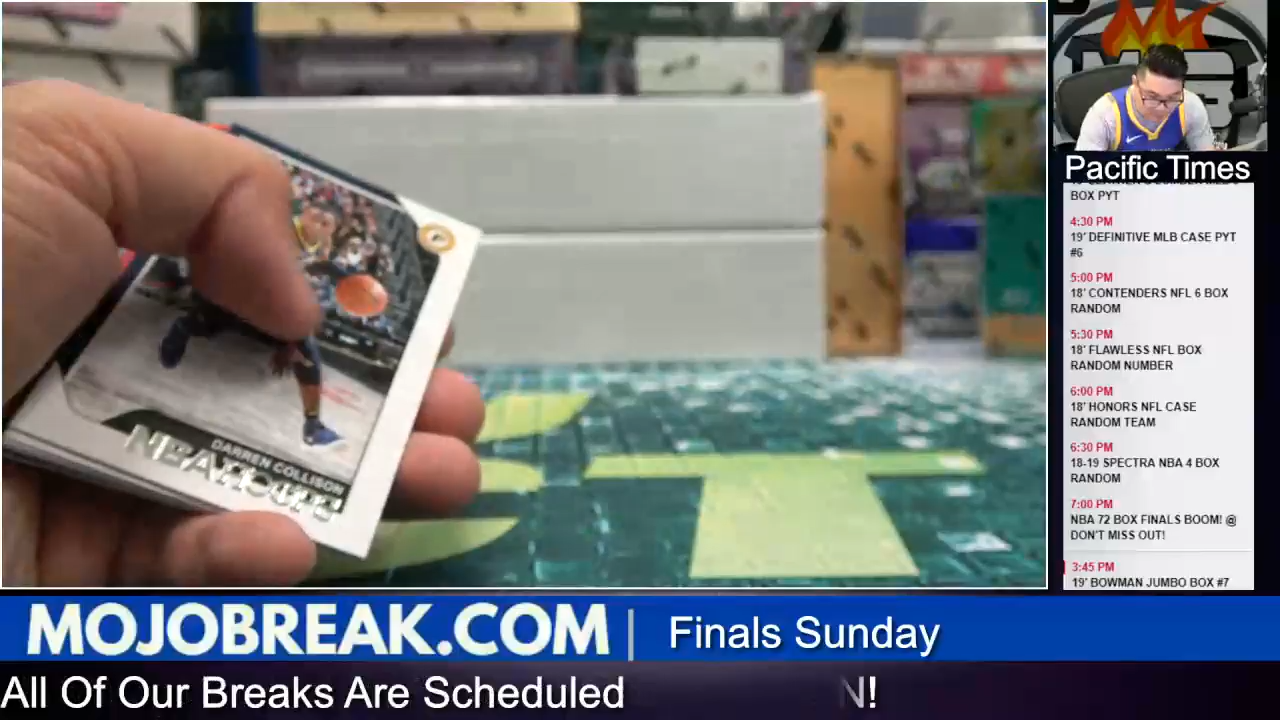 DARREN COLLISON
NBA HOOPS
Pacific Times
BOX PYT
4:30 PM
19' DEFINITIVE MLB CASE PYT
#6
5:00 PM
18' CONTENDERS NFL 6 BOX
RANDOM
5:30 PM
18' FLAWLESS NFL BOX
RANDOM NUMBER
6:00 PM
18' HONORS NFL CASE
RANDOM TEAM
6:30 PM
18-19 SPECTRA NBA 4 BOX
RANDOM
7:00 PM
NBA 72 BOX FINALS BOOM! @
DON'T MISS OUT!
3:45 PM
19' BOWMAN JUMBO BOX #7
MOJOBREAK.COM | Finals Sunday
All Of Our Breaks Are Scheduled N!